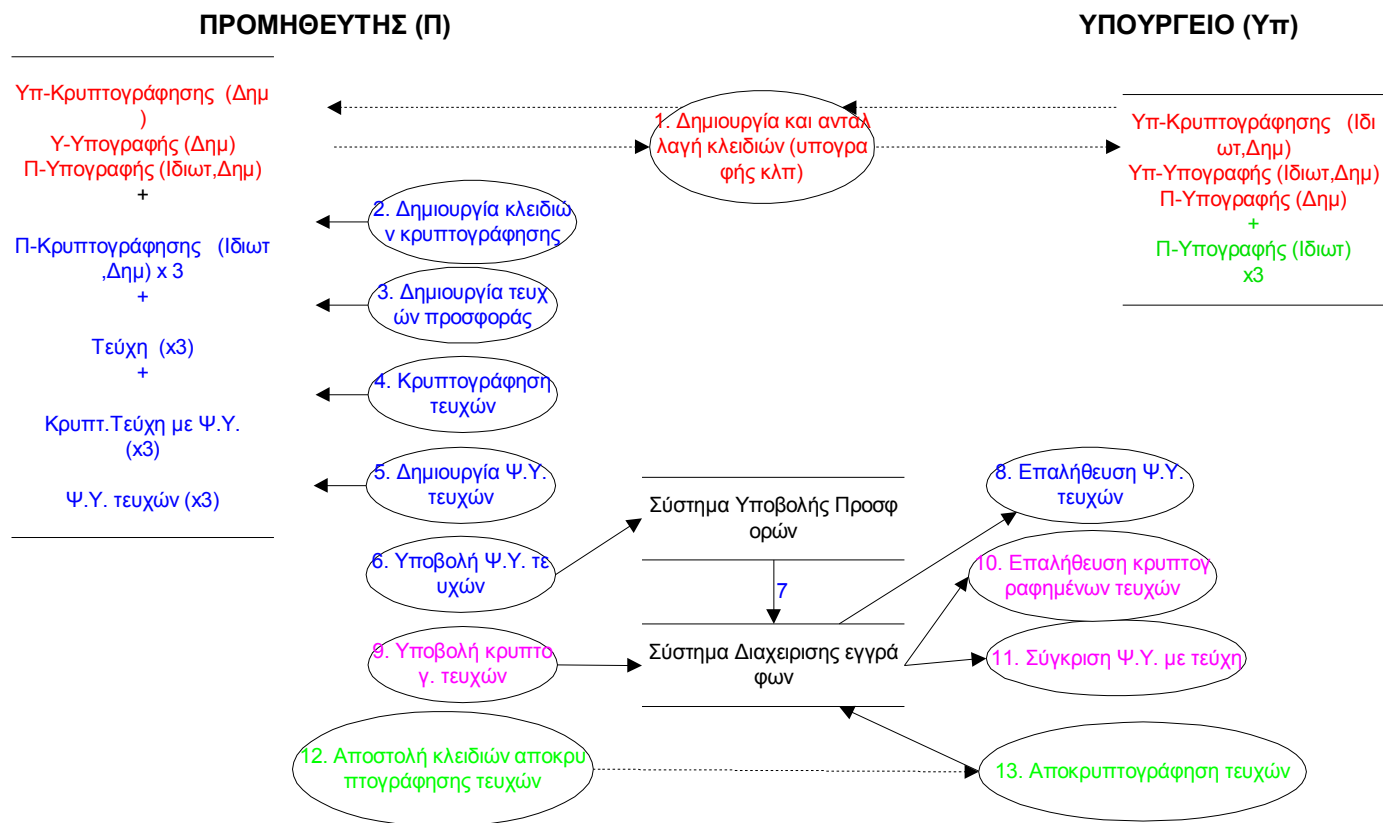 ΠΡΟΜΗΘΕΥΤΗΣ (Π)
ΥΠΟΥΡΓΕΙΟ (Υπ)
Υπ-Κρυπτογράφησης (Δημ
)
Υ-Υπογραφής (Δημ)
Π-Υπογραφής (Ιδιωτ,Δημ)
+
Π-Κρυπτογράφησης (Ιδιωτ
,Δημ) x 3
+
Τεύχη (x3)
+
Κρυπτ.Τεύχη με Ψ.Υ.
(x3)
Ψ.Υ. τευχών (x3)
1. Δημιουργία και ανταλ
λαγή κλειδιών (υπογρα
φής κλπ)
Υπ-Κρυπτογράφησης (Ιδι
ωτ,Δημ)
Υπ-Υπογραφής (Ιδιωτ,Δημ)
Π-Υπογραφής (Δημ)
+
Π-Υπογραφής (Ιδιωτ)
x3
2. Δημιουργία κλειδιώ
ν κρυπτογράφησης
3. Δημιουργία τευχ
ών προσφοράς
4. Κρυπτογράφηση
τευχών
5. Δημιουργία Ψ.Υ.
τευχών
6. Υποβολή Ψ.Υ. τε
υχών
Σύστημα Υποβολής Προσφ
ορών
7
8. Επαλήθευση Ψ.Υ.
τευχών
10. Επαλήθευση κρυπτογ
ραφημένων τευχών
9. Υποβολή κρυπτο
γ. τευχών
Σύστημα Διαχειρισης εγγρά
φων
11. Σύγκριση Ψ.Υ. με τεύχη
12. Αποστολή κλειδιών αποκρυ
πτογράφησης τευχών
13. Αποκρυπτογράφηση τευχών